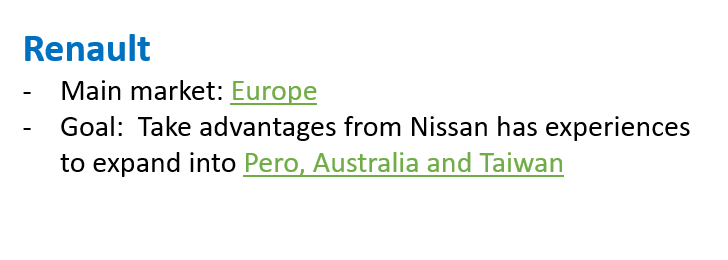 Renault
- Main market: Europe
- Goal:  Take advantages from Nissan has experiences
to expand into Pero, Australia and Taiwan